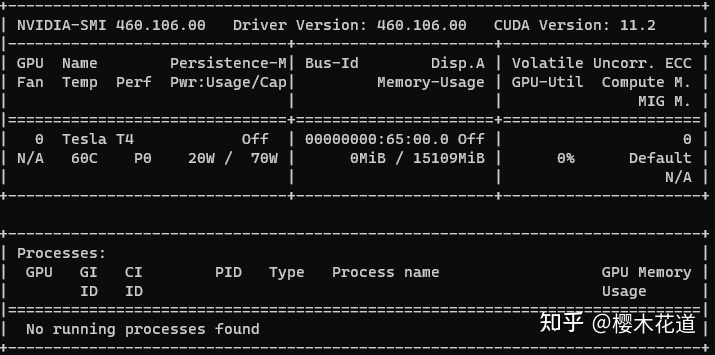 NVIDIA-SMI 460.106.00   Driver Version: 460.106.00   CUDA Version: 11.2
GPU  Name        Persistence-M| Bus-Id        Disp.A | Volatile Uncorr. ECC
Fan  Temp  Perf  Pwr:Usage/Cap|         Memory-Usage | GPU-Util  Compute M.
MIG M.
0  Tesla T4            Off  | 00000000:65:00.0 Off |                    0
N/A   60C    P0    20W /  70W |      0MiB / 15109MiB |      0%      Default
N/A
Processes:
GPU   GI   CI        PID   Type   Process name                  GPU Memory
ID   ID                                                   Usage
No running processes found
知乎 @樱木花道